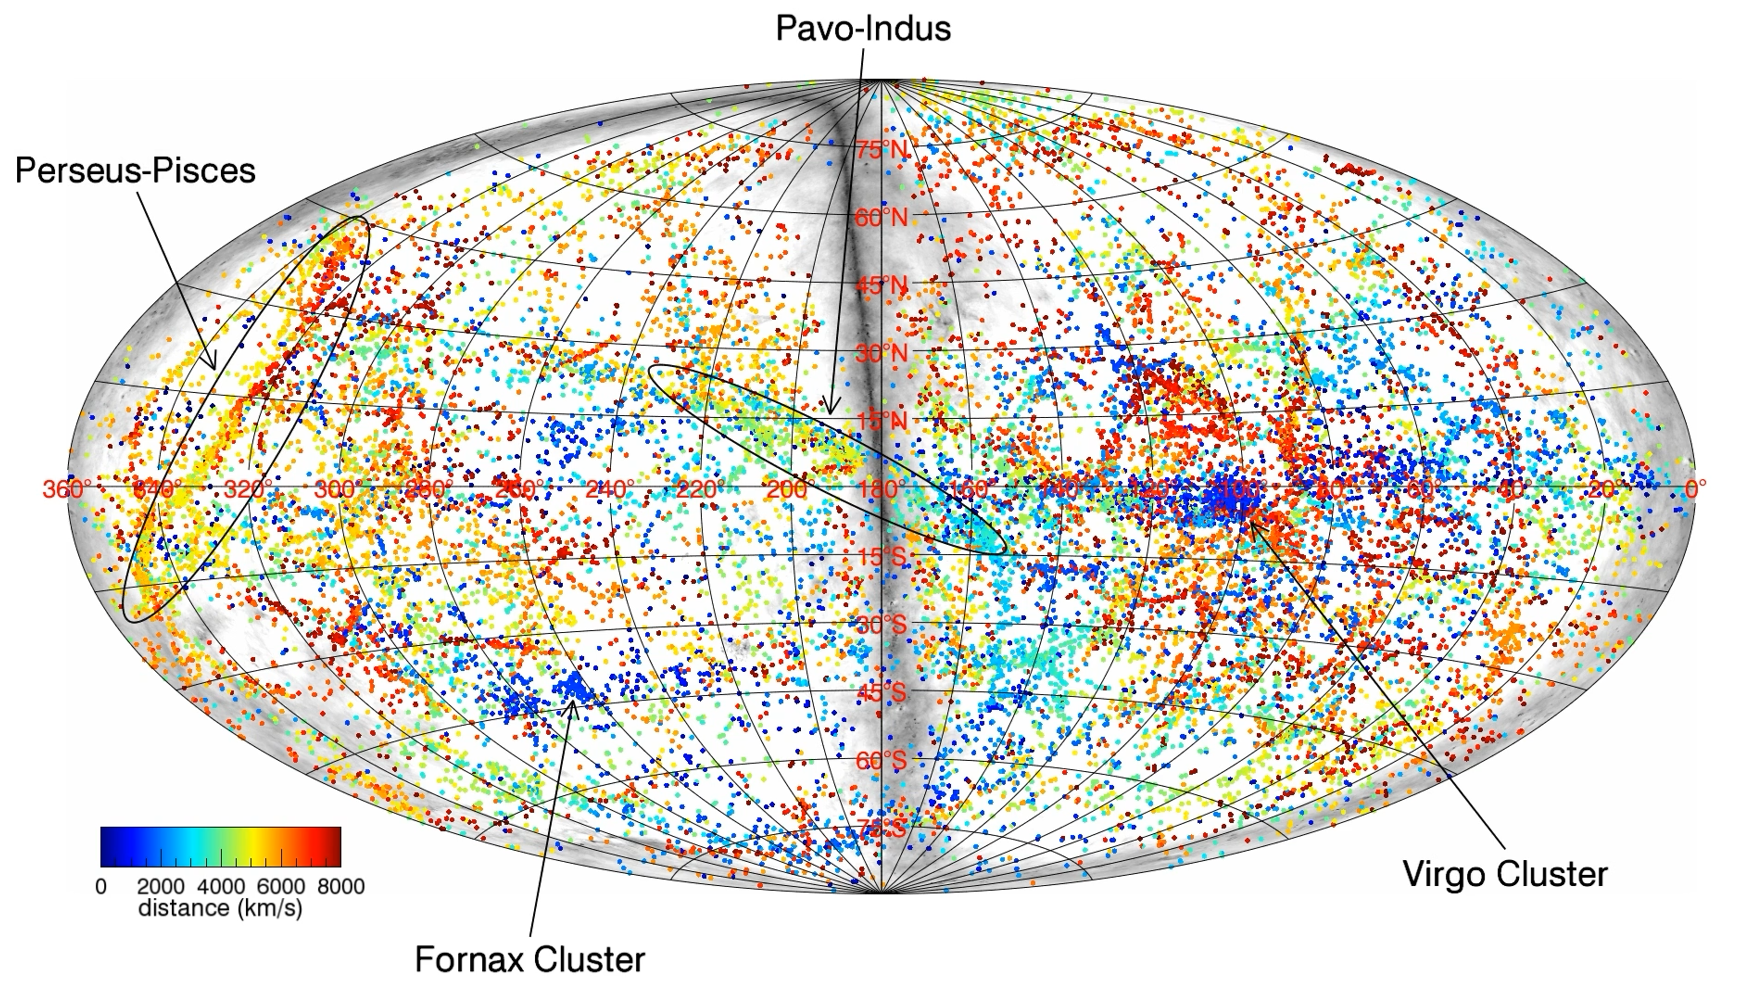 Pavo-Indus
Perseus-Pisces
75°N
60°N
45°N
30°N
15°N
360° 340° 320° 300° 280° 260° 240° 220° 200° 180° 160° 140° 120° 100° 80° 60° 40° 20° 0°
15°S
30°S
45°S
60°S
75°S
0 2000 4000 6000 8000
distance (km/s)
Virgo Cluster
Fornax Cluster